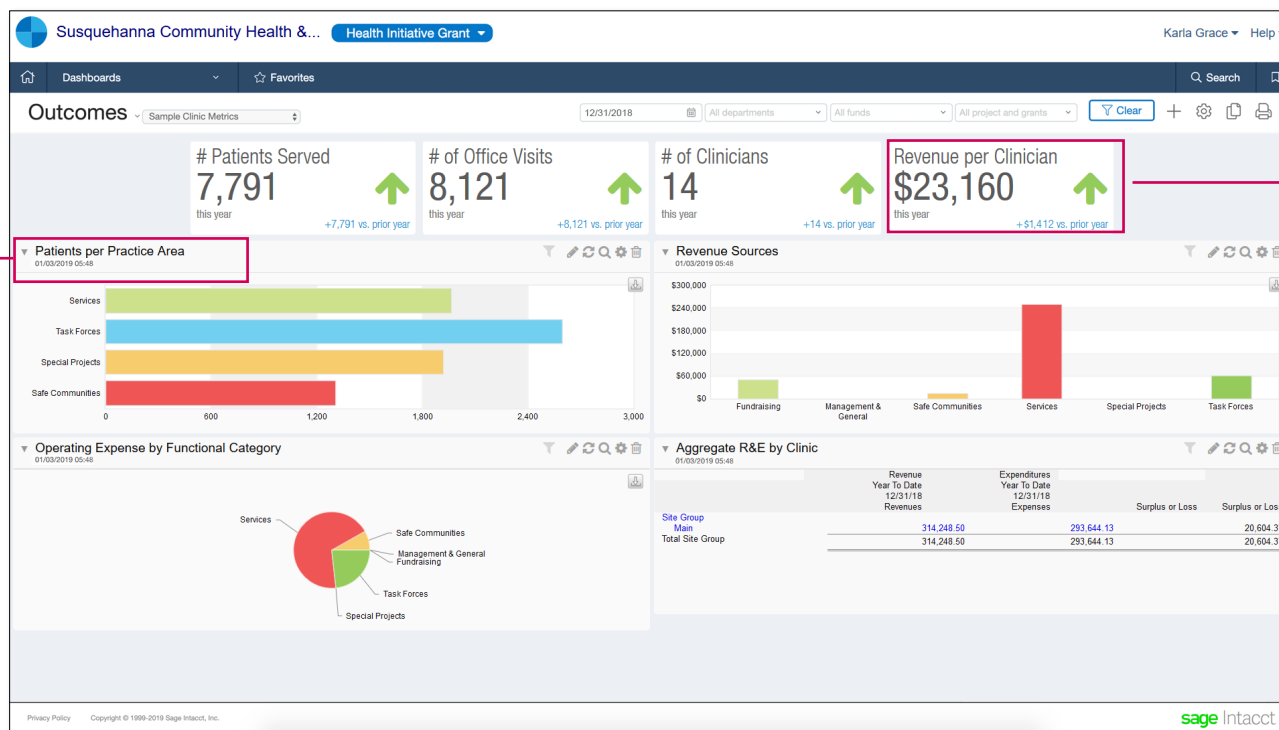 Susquehanna Community Health &...
Health Initiative Grant
Karla Grace
Help
Dashboards
Favorites
Search
Outcomes
Sample Clinic Metrics
12/31/2018
All departments
All funds
All project and grants
Clear
# Patients Served
7,791
this year
+7,791 vs. prior year
# of Office Visits
8,121
this year
+8,121 vs. prior year
# of Clinicians
14
this year
+14 vs. prior year
Revenue per Clinician
$23,160
this year
+$1,412 vs. prior year
Patients per Practice Area
01/03/2019 05:48
Services
Task Forces
Special Projects
Safe Communities
0 600 1,200 1,800 2,400 3,000
Revenue Sources
01/03/2019 05:48
$300,000
$240,000
$180,000
$120,000
$60,000
$0
Fundraising
Management &
General
Safe Communities
Services
Special Projects
Task Forces
Operating Expense by Functional Category
01/03/2019 05:48
Services
Safe Communities
Management & General
Fundraising
Task Forces
Special Projects
Aggregate R&E by Clinic
01/03/2019 05:48
Revenue Expenditures
Year To Date Year To Date
12/31/18 12/31/18
Revenues Expenses Surplus or Loss Surplus or Los
Site Group
Main 314,248.50 293,644.13 20,604.3
Total Site Group 314,248.50 293,644.13 20,604.3
Privacy Policy Copyright © 1999-2019 Sage Intacct, Inc.
sage Intacct